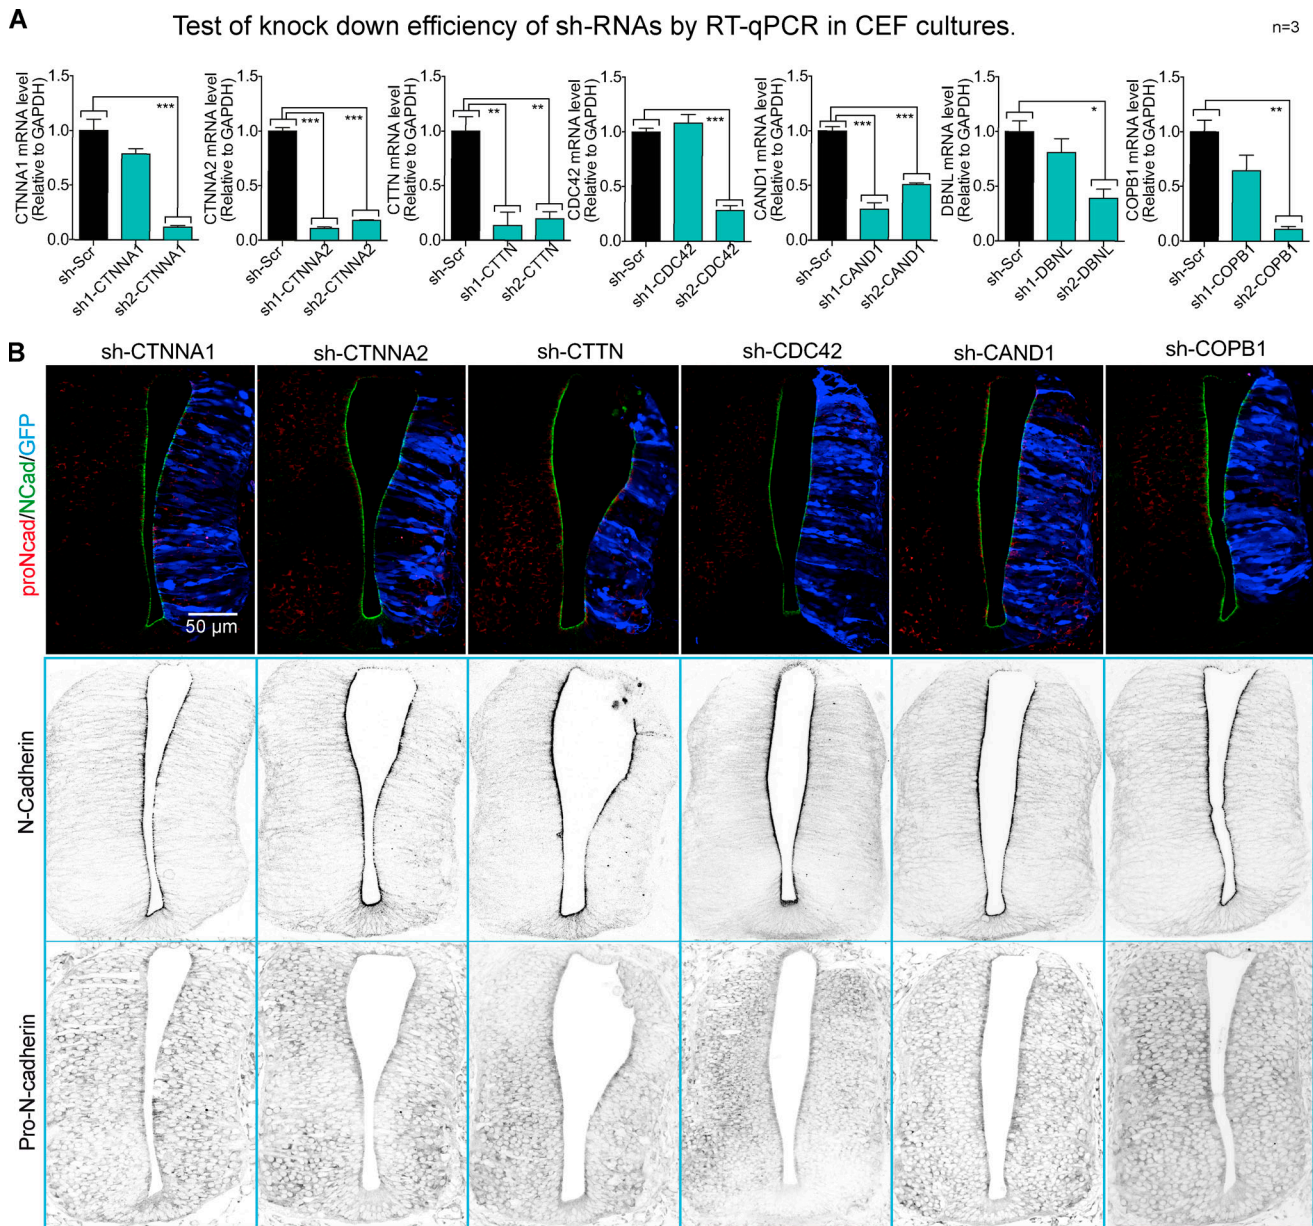 A
Test of knock down efficiency of sh-RNAs by RT-qPCR in CEF cultures.
n=3
CTNNA1 mRNA level
(Relative to GAPDH)
1.5
1.0
0.5
0.0
***
sh-Scr
sh1-CTNNA1
sh2-CTNNA1
CTNNA2 mRNA level
(Relative to GAPDH)
1.5
1.0
0.5
0.0
***
***
sh-Scr
sh1-CTNNA2
sh2-CTNNA2
CTTN mRNA level
(Relative to GAPDH)
1.5
1.0
0.5
0.0
**
**
sh-Scr
sh1-CTTN
sh2-CTTN
CDC42 mRNA level
(Relative to GAPDH)
1.5
1.0
0.5
0.0
***
sh-Scr
sh1-CDC42
sh2-CDC42
CAND1 mRNA level
(Relative to GAPDH)
1.5
1.0
0.5
0.0
***
***
sh-Scr
sh1-CAND1
sh2-CAND1
DBNL mRNA level
(Relative to GAPDH)
1.5
1.0
0.5
0.0
*
sh-Scr
sh1-DBNL
sh2-DBNL
COPB1 mRNA level
(Relative to GAPDH)
1.5
1.0
0.5
0.0
**
sh-Scr
sh1-COPB1
sh2-COPB1
B
sh-CTNNA1
sh-CTNNA2
sh-CTTN
sh-CDC42
sh-CAND1
sh-COPB1
proNcad/NCad/GFP
50 µm
N-Cadherin
Pro-N-cadherin